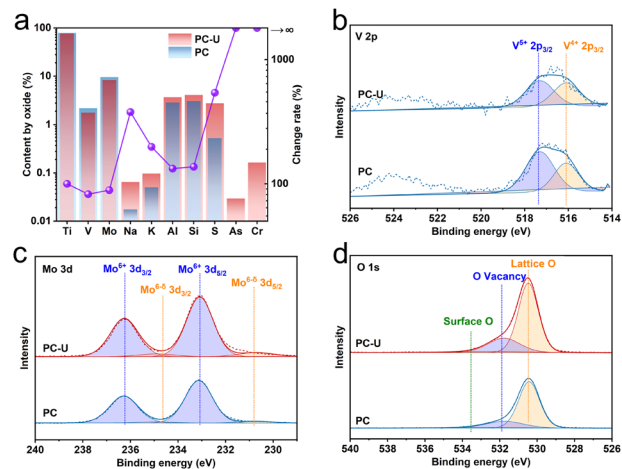 a
Content by oxide (%)
100
10
1
0.1
0.01
PC-U
PC
→∞
1000
100
Change rate (%)
Ti V Mo Na K Al Si S As Cr
b
V 2p
V⁵⁺ 2p₃/₂ V⁴⁺ 2p₃/₂
PC-U
PC
Intensity
526 524 522 520 518 516 514
Binding energy (eV)
c
Mo 3d
Mo⁶⁺ 3d₃/₂ Mo⁶⁺ 3d₅/₂
Mo⁶⁻ᵟ 3d₃/₂ Mo⁶⁻ᵟ 3d₅/₂
PC-U
PC
Intensity
240 238 236 234 232 230
Binding energy (eV)
d
O 1s
Lattice O
O Vacancy
Surface O
PC-U
PC
Intensity
540 538 536 534 532 530 528 526
Binding energy (eV)